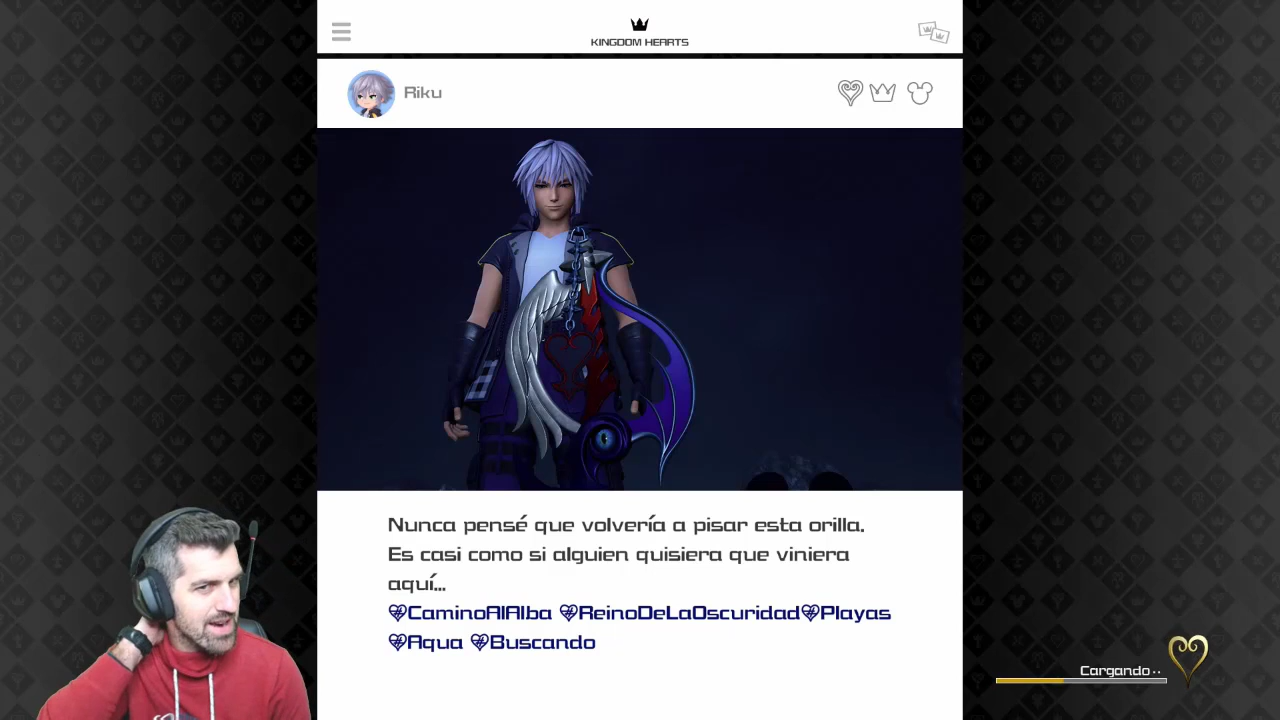 KINGDOM HEARTS
Riku
Nunca pensé que volvería a pisar esta orilla.
Es casi como si alguien quisiera que viniera
aquí...
#CaminoAlAlba #ReinoDeLaOscuridad#Playas
#Aqua #Buscando
Cargando..